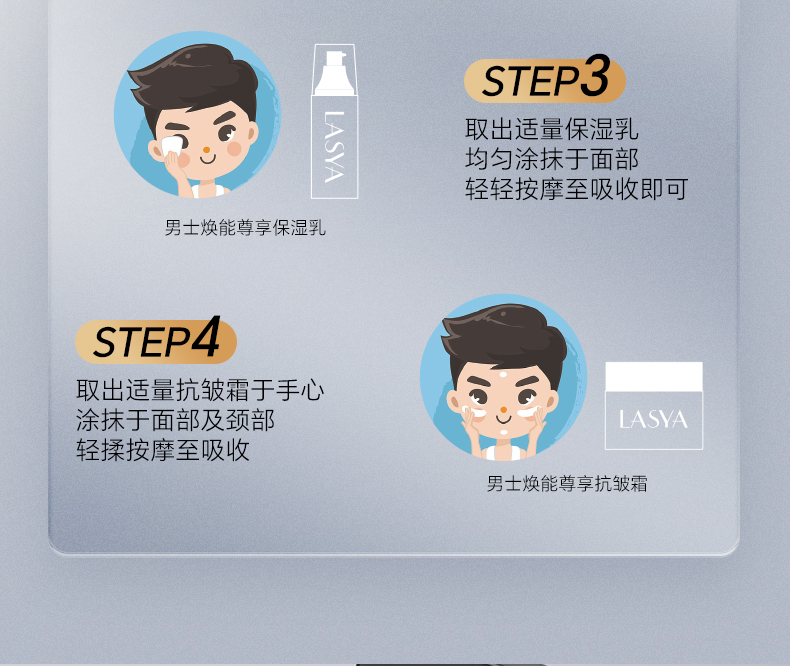 LASYA
男士焕能尊享保湿乳
STEP3
取出适量保湿乳
均匀涂抹于面部
轻轻按摩至吸收即可
STEP4
取出适量抗皱霜于手心
涂抹于面部及颈部
轻揉按摩至吸收
LASYA
男士焕能尊享抗皱霜